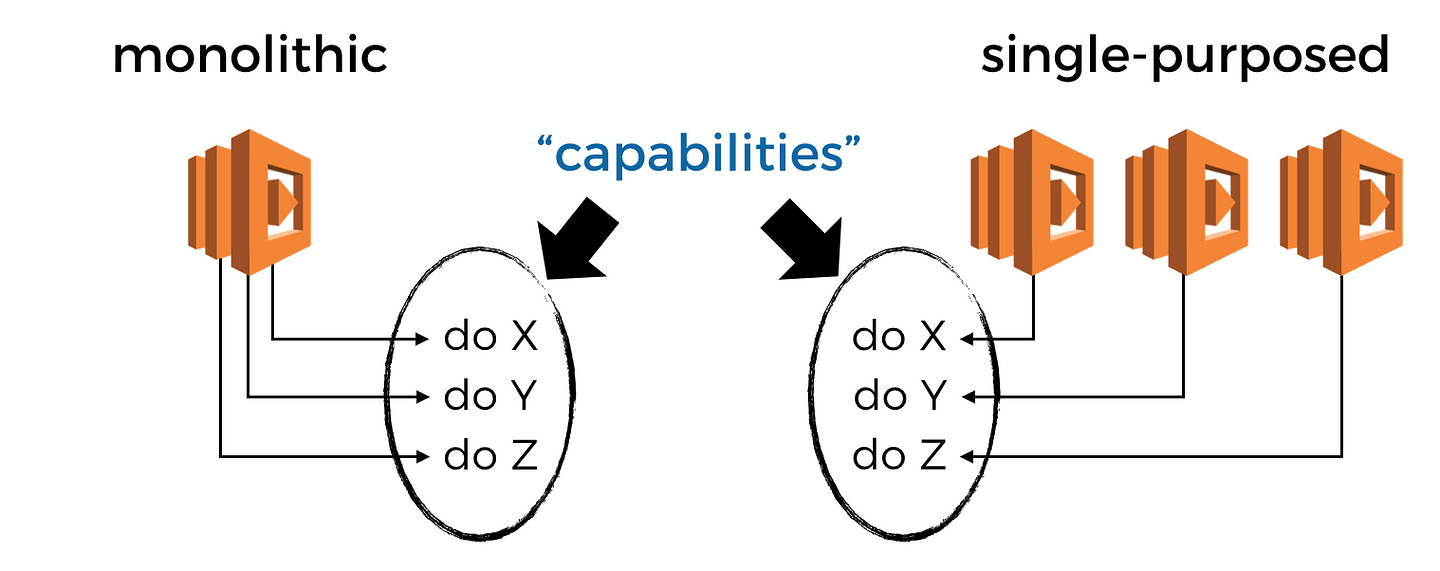 monolithic
single-purposed
“capabilities”
do X
do Y
do Z
do X
do Y
do Z